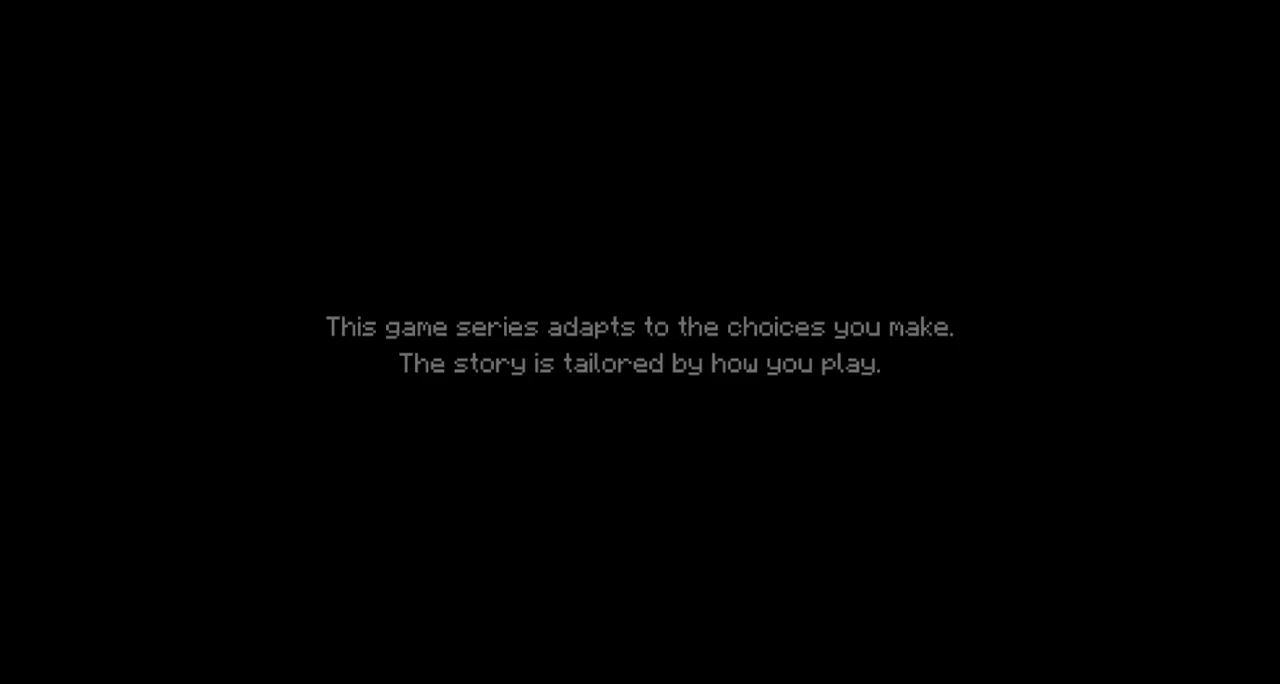 This game series adapts to the choices you make.
The story is tailored by how you play.